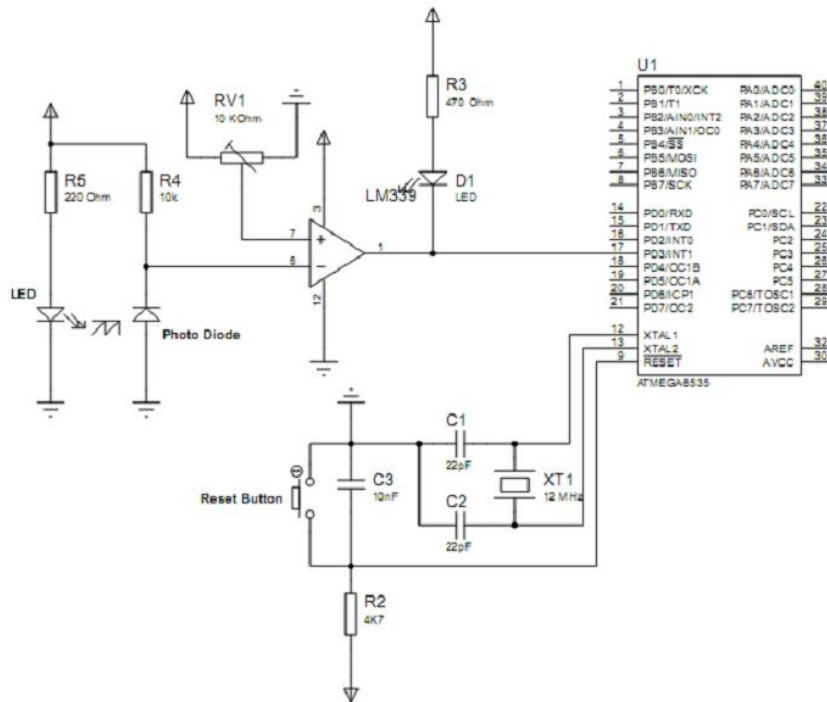 U1
R3
470 Ohm
RV1
10 KOhm
R5
220 Ohm
R4
10k
LM339
D1
LED
3
7
+
6
-
1
12
LED
Photo Diode
1 PB0/T0/XCK PA0/ADC0 40
2 PB1/T1 PA1/ADC1 39
3 PB2/AIN0/INT2 PA2/ADC2 38
4 PB3/AIN1/OC0 PA3/ADC3 37
5 PB4/SS PA4/ADC4 36
6 PB5/MOSI PA5/ADC5 35
7 PB6/MISO PA6/ADC6 34
8 PB7/SCK PA7/ADC7 33
14 PD0/RXD PC0/SCL 22
15 PD1/TXD PC1/SDA 23
16 PD2/INT0 PC2 24
17 PD3/INT1 PC3 25
18 PD4/OC1B PC4 26
19 PD5/OC1A PC5 27
20 PD6/ICP1 PC6/TOSC1 28
21 PD7/OC2 PC7/TOSC2 29
12 XTAL1
13 XTAL2 AREF 32
9 RESET AVCC 30
ATMEGA8535
C1
22pF
C2
22pF
XT1
12 MHz
C3
10nF
Reset Button
R2
4K7